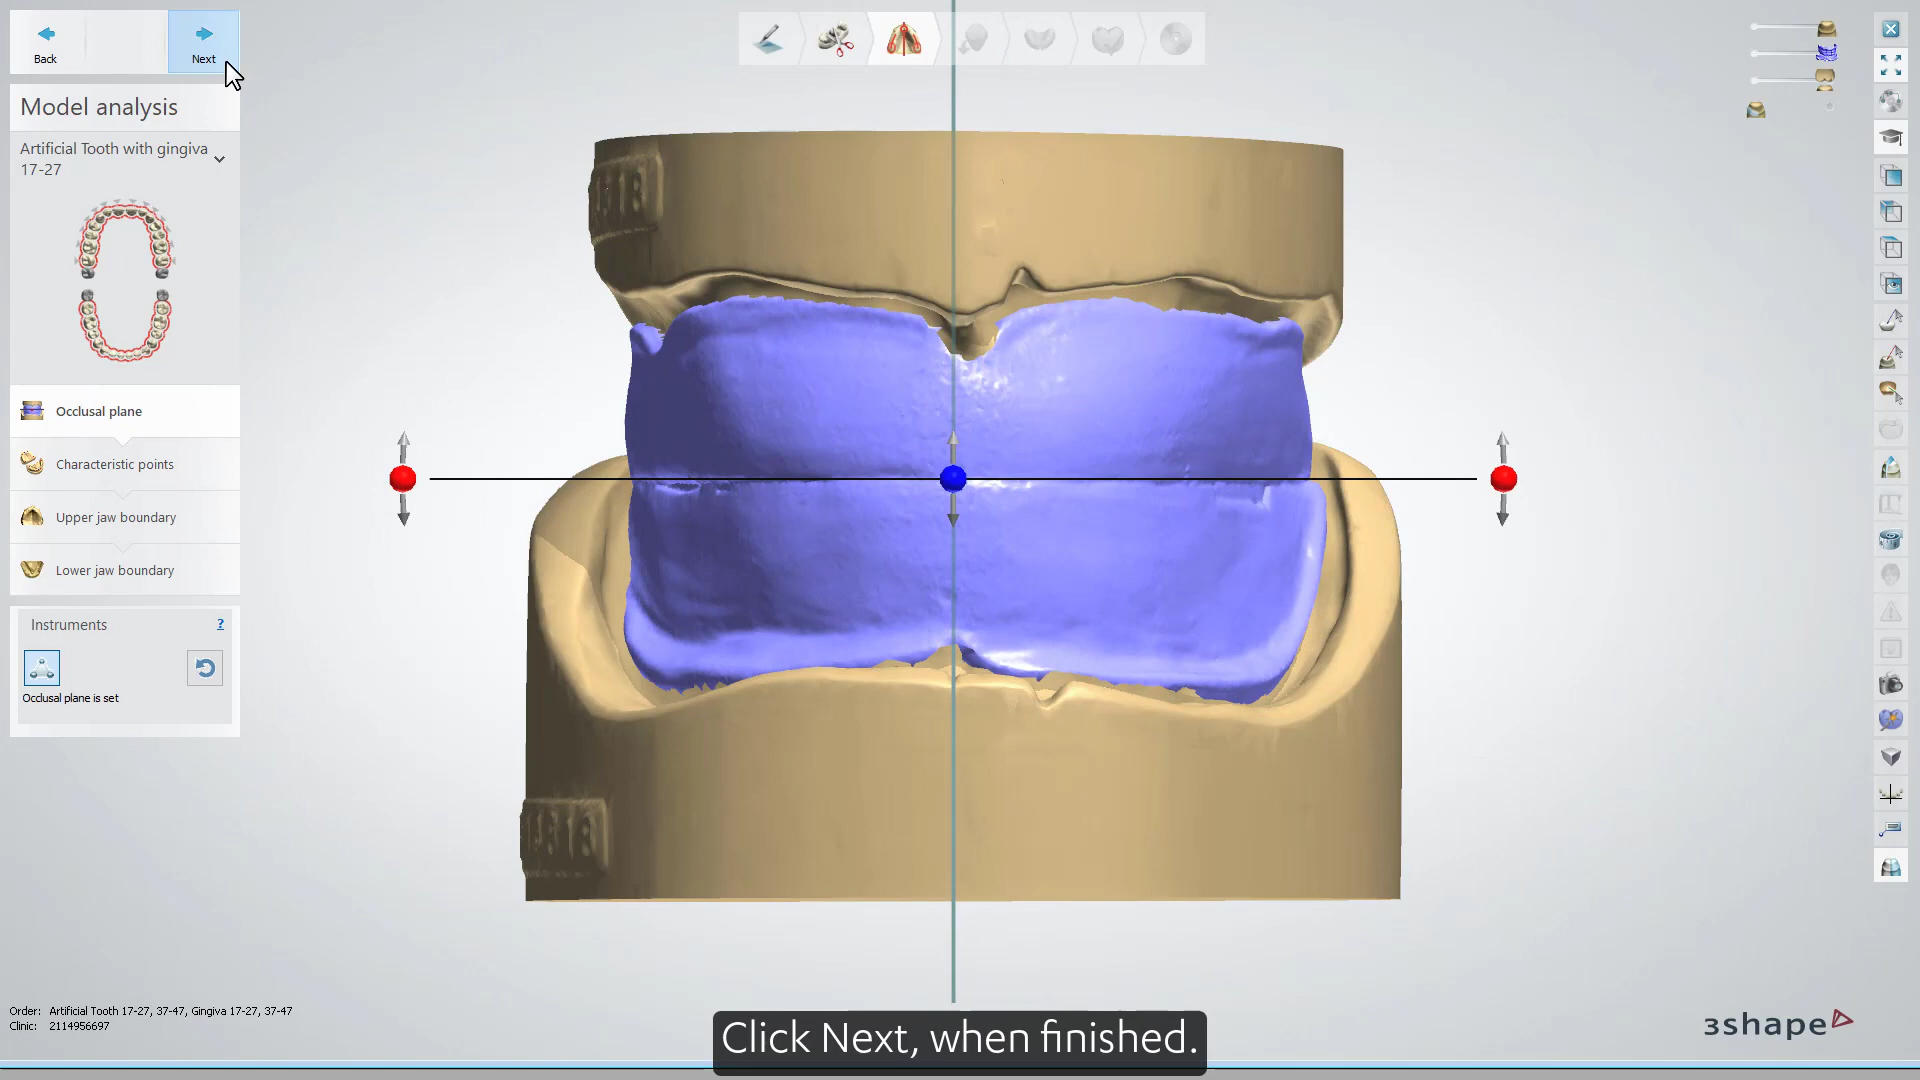 Back
Next
Model analysis
Artificial Tooth with gingiva
17-27
Occlusal plane
Characteristic points
Upper jaw boundary
Lower jaw boundary
Instruments
?
Occlusal plane is set
Order: Artificial Tooth 17-27, 37-47, Gingiva 17-27, 37-47
Clinic: 2114956697
Click Next, when finished.
3shape